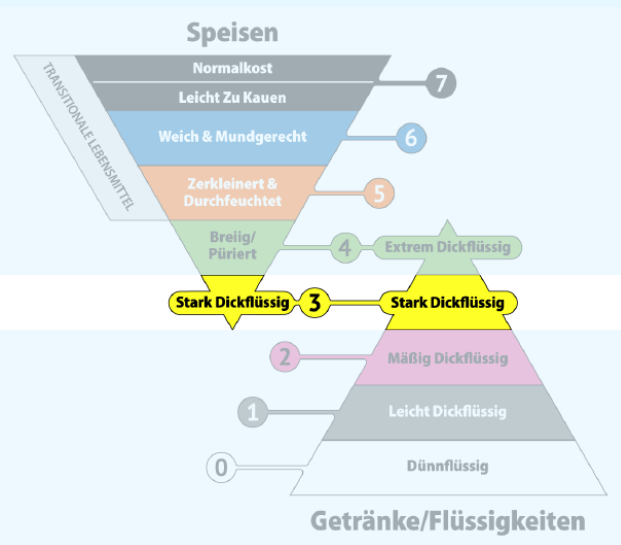 Speisen
TRANSITIONALE LEBENSMITTEL
Normalkost
7
Leicht Zu Kauen
Weich & Mundgerecht
6
Zerkleinert &
Durchfeuchtet
5
Breiig/
Püriert
4
Extrem Dickflüssig
Stark Dickflüssig
3
Stark Dickflüssig
2
Mäßig Dickflüssig
1
Leicht Dickflüssig
0
Dünnflüssig
Getränke/Flüssigkeiten